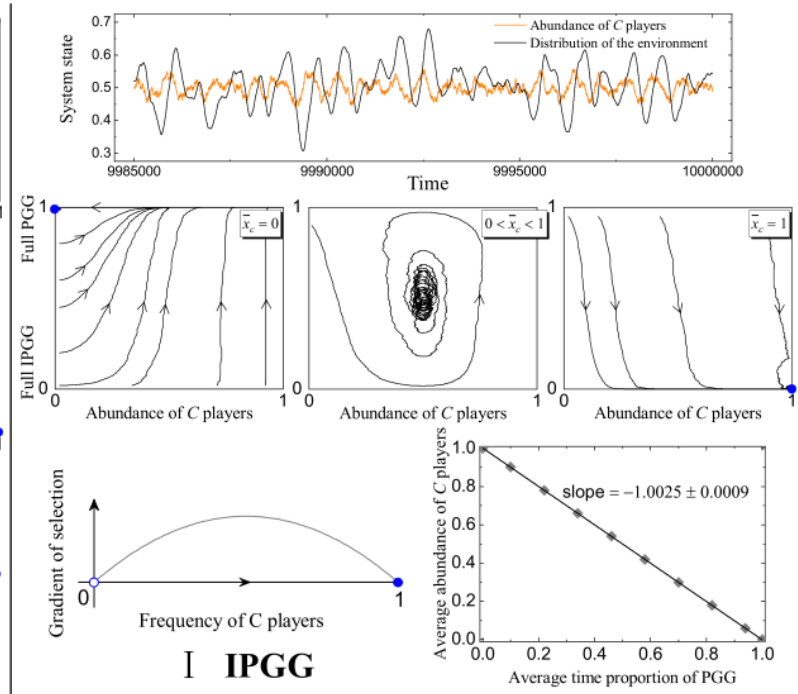 Abundance of C players
Distribution of the environment
System state
0.7
0.6
0.5
0.4
0.3
9985000 9990000 9995000 10000000
Time
Full PGG
Full IPGG
1
0
x̄c = 0
0 1
Abundance of C players
1
0
0 < x̄c < 1
0 1
Abundance of C players
1
0
x̄c = 1
0 1
Abundance of C players
Gradient of selection
0 1
Frequency of C players
I IPGG
Average abundance of C players
1.0
0.8
0.6
0.4
0.2
0.0
slope = −1.0025 ± 0.0009
0.0 0.2 0.4 0.6 0.8 1.0
Average time proportion of PGG